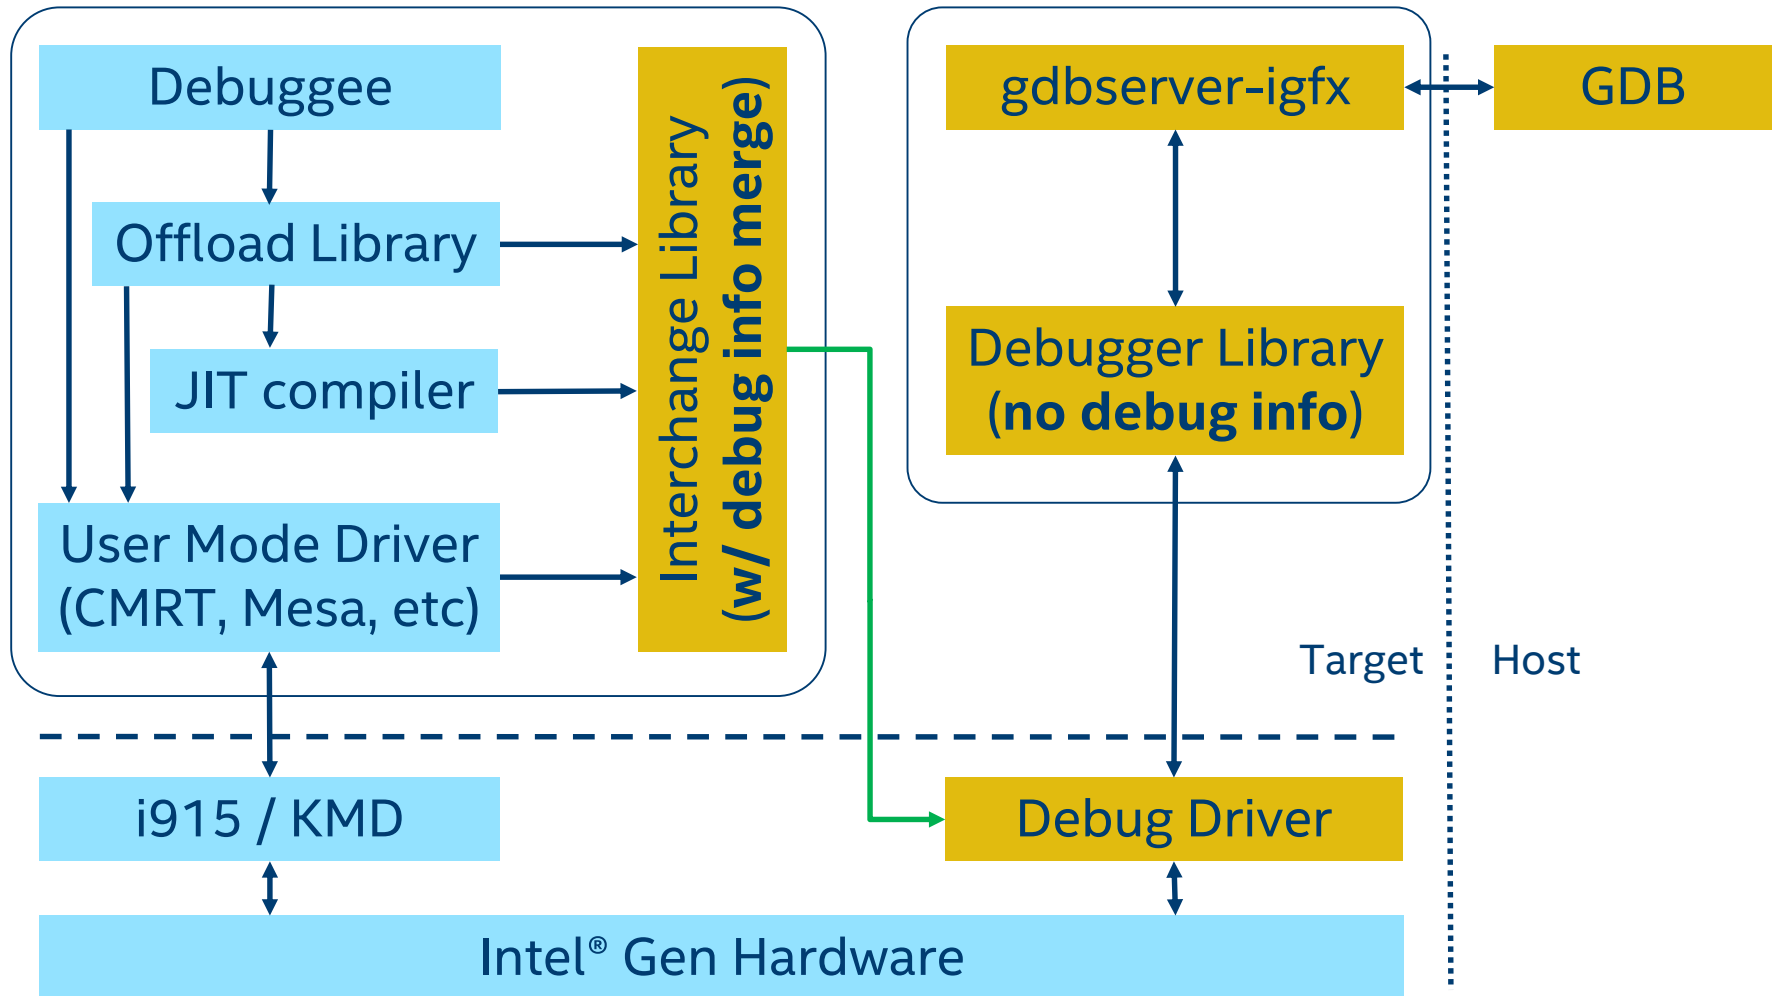 Debuggee
Offload Library
JIT compiler
User Mode Driver
(CMRT, Mesa, etc)
Interchange Library
(w/ debug info merge)
gdbserver-igfx
GDB
Debugger Library
(no debug info)
Target
Host
i915 / KMD
Debug Driver
Intel® Gen Hardware